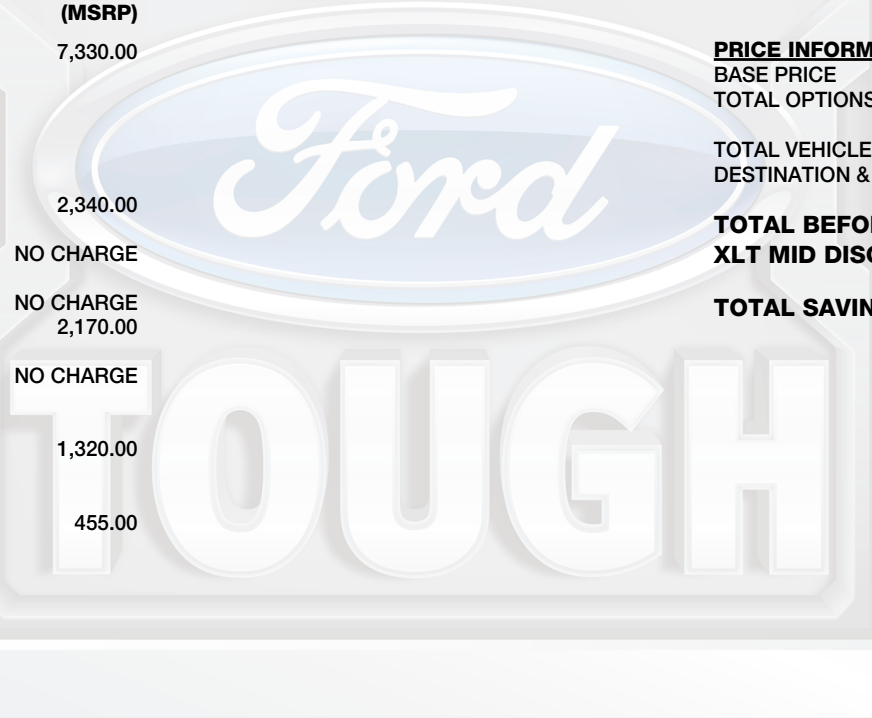 (MSRP)
7,330.00
2,340.00
NO CHARGE
NO CHARGE
2,170.00
NO CHARGE
1,320.00
455.00
PRICE INFORM
BASE PRICE
TOTAL OPTIONS
TOTAL VEHICLE
DESTINATION &
TOTAL BEFO
XLT MID DISC
TOTAL SAVIN
Ford
TOUGH